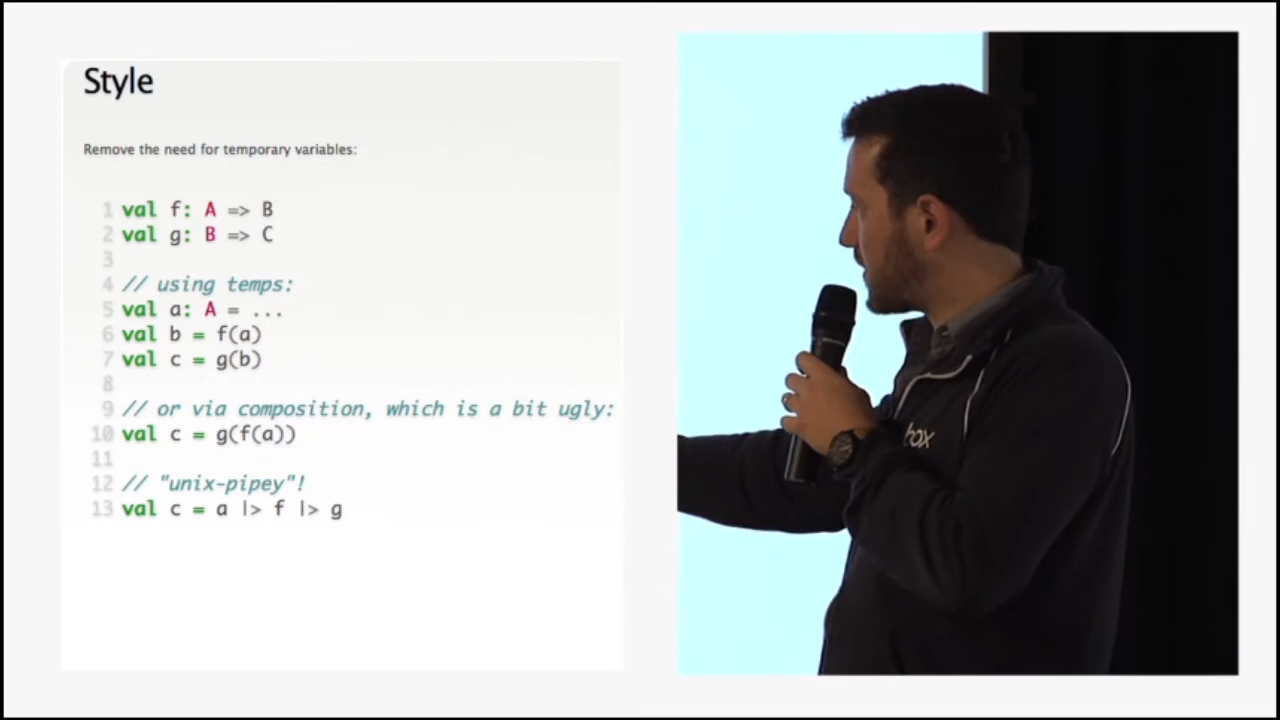 Style
Remove the need for temporary variables:
1 val f: A => B
2 val g: B => C
3
4 // using temps:
5 val a: A = ...
6 val b = f(a)
7 val c = g(b)
8
9 // or via composition, which is a bit ugly:
10 val c = g(f(a))
11
12 // "unix-pipey"!
13 val c = a |> f |> g
box